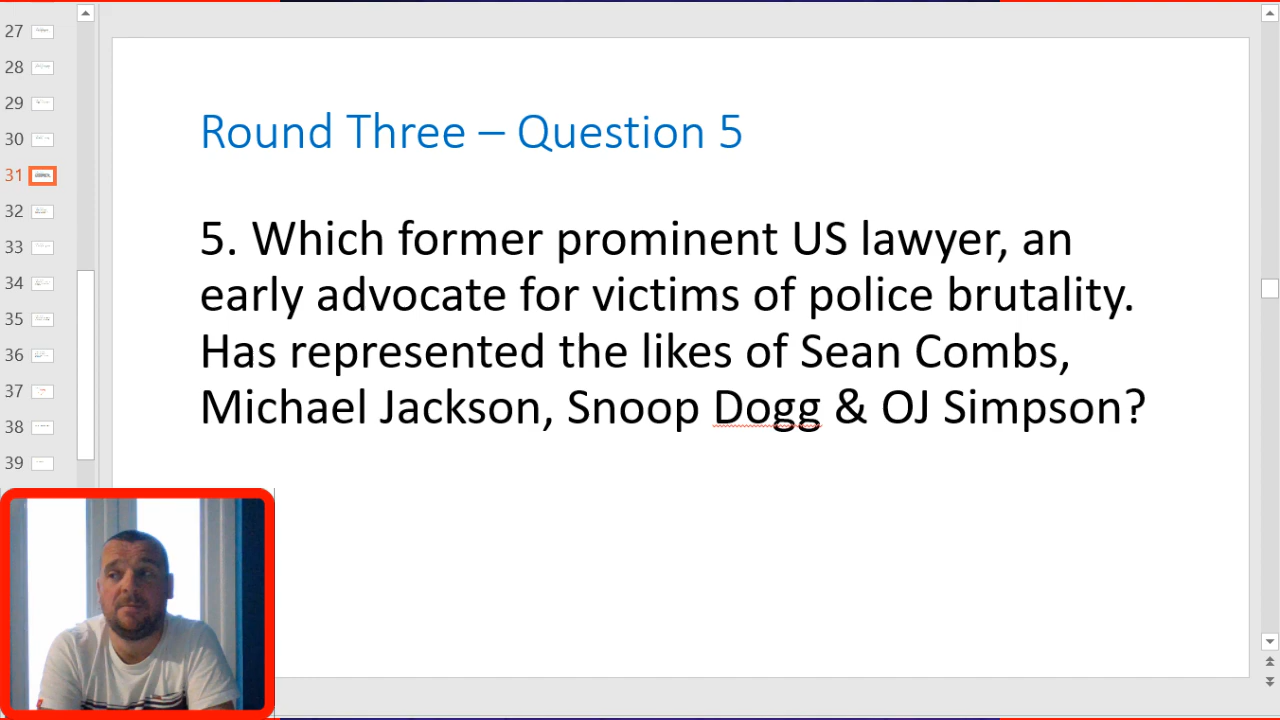 27
28
29
30
31
32
33
34
35
36
37
38
39
Round Three – Question 5
5. Which former prominent US lawyer, an
early advocate for victims of police brutality.
Has represented the likes of Sean Combs,
Michael Jackson, Snoop Dogg & OJ Simpson?